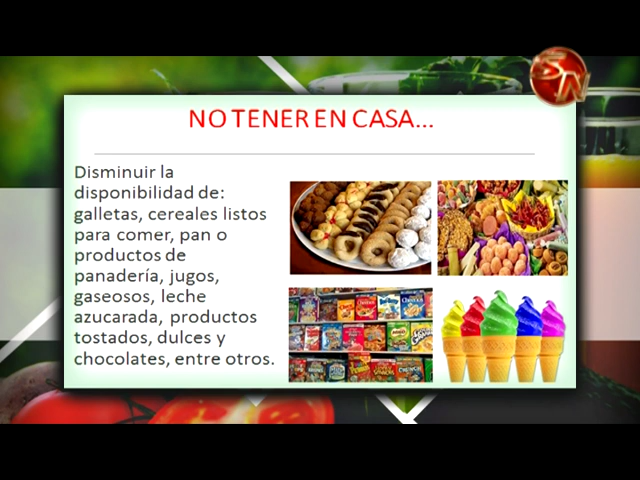 SN
NO TENER EN CASA...
Disminuir la
disponibilidad de:
galletas, cereales listos
para comer, pan o
productos de
panadería, jugos,
gaseosos, leche
azucarada, productos
tostados, dulces y
chocolates, entre otros.